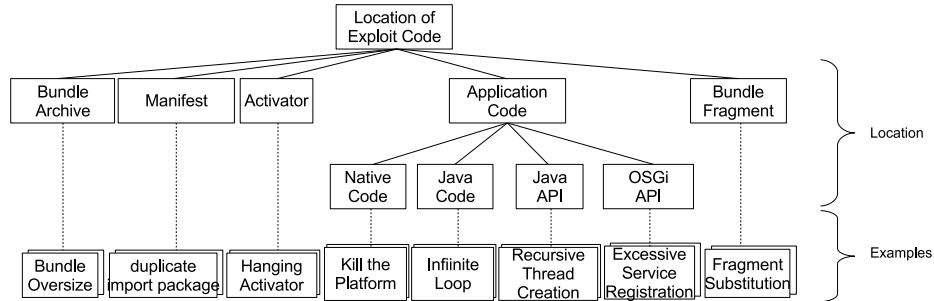 Location of
Exploit Code
Bundle
Archive
Manifest
Activator
Application
Code
Bundle
Fragment
Location
Native
Code
Java
Code
Java
API
OSGi
API
Bundle
Oversize
duplicate
import package
Hanging
Activator
Kill the
Platform
Infiinite
Loop
Recursive
Thread
Creation
Excessive
Service
Registration
Fragment
Substitution
Examples